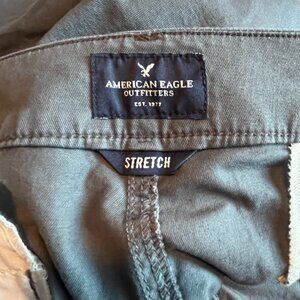 AMERICAN EAGLE
OUTFITTERS
EST. 1977
STRETCH